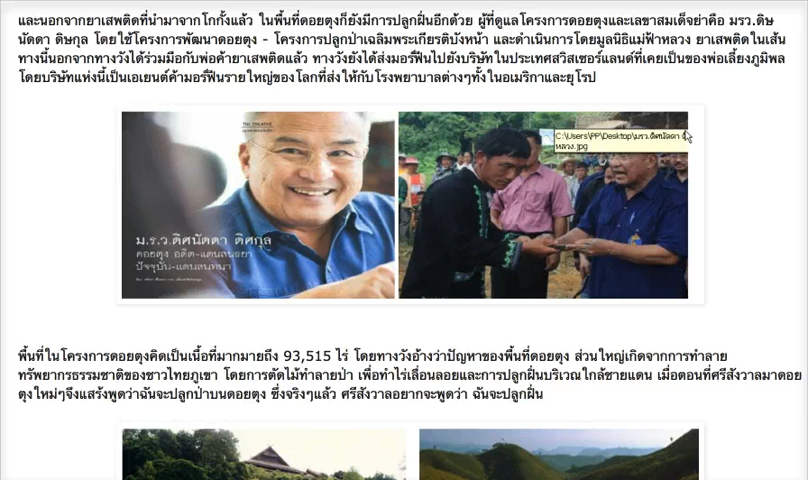 และนอกจากยาเสพติดที่นำมาจากโกกั้งแล้ว ในพื้นที่ดอยตุงก็ยังมีการปลูกฝิ่นอีกด้วย ผู้ที่ดูแลโครงการดอยตุงและเลขาสมเด็จย่าคือ มรว.ดิษ
นัดดา ดิษกุล โดยใช้โครงการพัฒนาดอยตุง - โครงการปลูกป่าเฉลิมพระเกียรติบังหน้า และดำเนินการโดยมูลนิธิแม่ฟ้าหลวง ยาเสพติดในเส้น
ทางนี้นอกจากทางวังได้ร่วมมือกับพ่อค้ายาเสพติดแล้ว ทางวังยังได้ส่งมอร์ฟีนไปยังบริษัทในประเทศสวิสเซอร์แลนด์ที่เคยเป็นของพ่อเลี้ยงภูมิพล
โดยบริษัทแห่งนี้เป็นเอเยนต์ค้ามอร์ฟีนรายใหญ่ของโลกที่ส่งให้กับโรงพยาบาลต่างๆทั้งในอเมริกาและยุโรป
THE CREATIVE
C:\Users\PP\Desktop\มรว.ดิศนัดดา
หลวง.jpg
ม.ร.ว.ดิศนัดดา ดิศกุล
ดอยตุง อดีต-แดนสนธยา
ปัจจุบัน-แดนสนทนา
พื้นที่ในโครงการดอยตุงคิดเป็นเนื้อที่มากมายถึง 93,515 ไร่ โดยทางวังอ้างว่าปัญหาของพื้นที่ดอยตุง ส่วนใหญ่เกิดจากการทำลาย
ทรัพยากรธรรมชาติของชาวไทยภูเขา โดยการตัดไม้ทำลายป่า เพื่อทำไร่เลื่อนลอยและการปลูกฝิ่นบริเวณใกล้ชายแดน เมื่อตอนที่ศรีสังวาลมาดอย
ตุงใหม่ๆจึงแสร้งพูดว่าฉันจะปลูกป่าบนดอยตุง ซึ่งจริงๆแล้ว ศรีสังวาลอยากจะพูดว่า ฉันจะปลูกฝิ่น